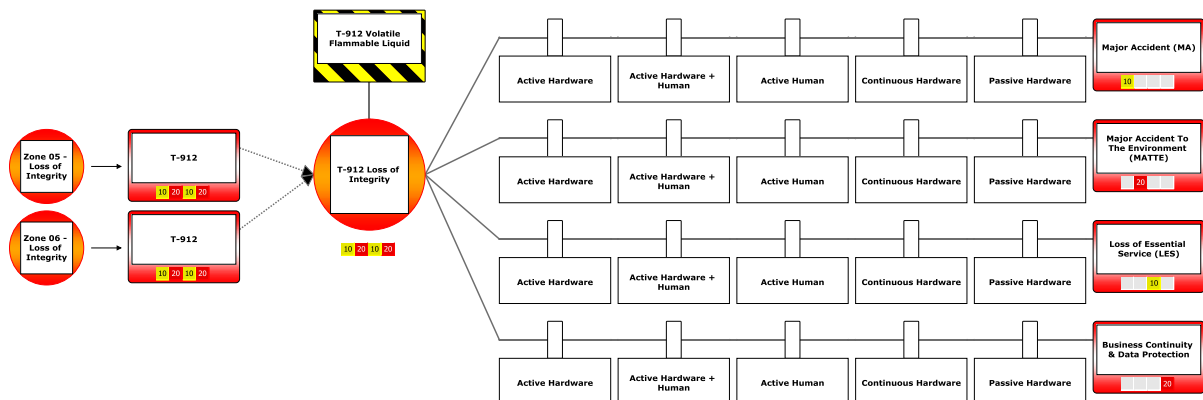 T-912 Volatile
Flammable Liquid
Zone 05 -
Loss of
Integrity
T-912
10 20 10 20
Zone 06 -
Loss of
Integrity
T-912
10 20 10 20
T-912 Loss of
Integrity
10 20 10 20
Active Hardware
Active Hardware +
Human
Active Human
Continuous Hardware
Passive Hardware
Major Accident (MA)
10
Active Hardware
Active Hardware +
Human
Active Human
Continuous Hardware
Passive Hardware
Major Accident To
The Environment
(MATTE)
20
Active Hardware
Active Hardware +
Human
Active Human
Continuous Hardware
Passive Hardware
Loss of Essential
Service (LES)
10
Active Hardware
Active Hardware +
Human
Active Human
Continuous Hardware
Passive Hardware
Business Continuity
& Data Protection
20